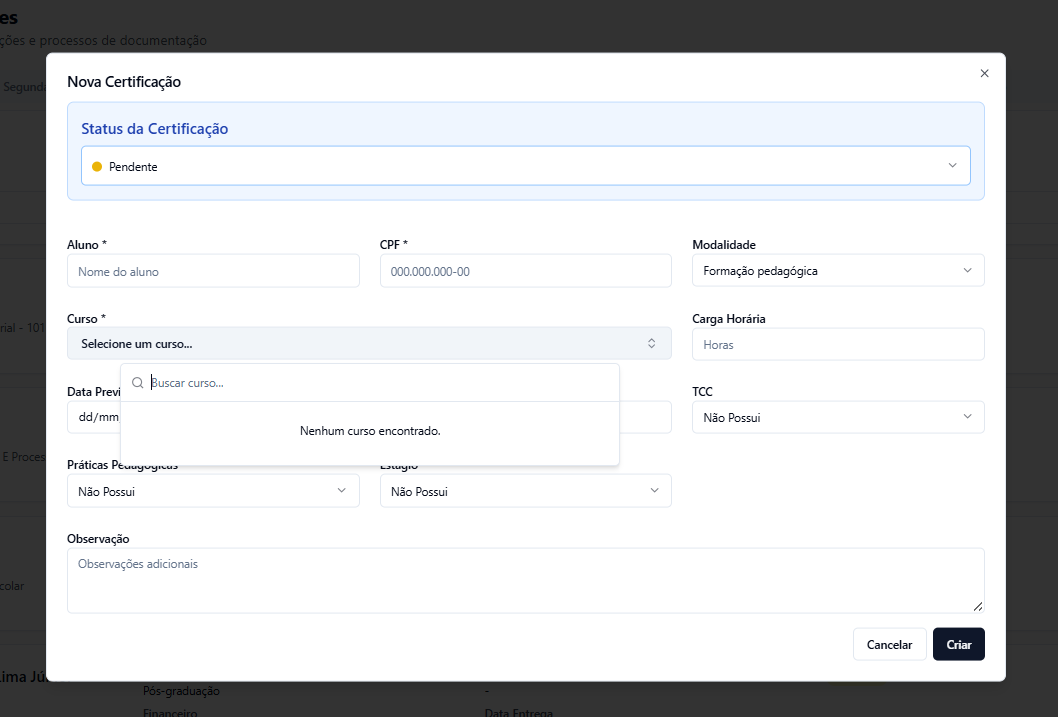 es
ções e processos de documentação
Nova Certificação
Segunda
Status da Certificação
Pendente
Aluno *
CPF *
Modalidade
Nome do aluno
000.000.000-00
Formação pedagógica
Curso *
Carga Horária
rial - 101
Selecione um curso...
Horas
Buscar curso...
Data Previ
TCC
dd/mm
Não Possui
Nenhum curso encontrado.
E Proces
Práticas Pedagógicas
Estágio
Não Possui
Não Possui
Observação
Observações adicionais
colar
Cancelar
Criar
Lima Jú
Pós-graduação
-
Financeiro
Data Entrega